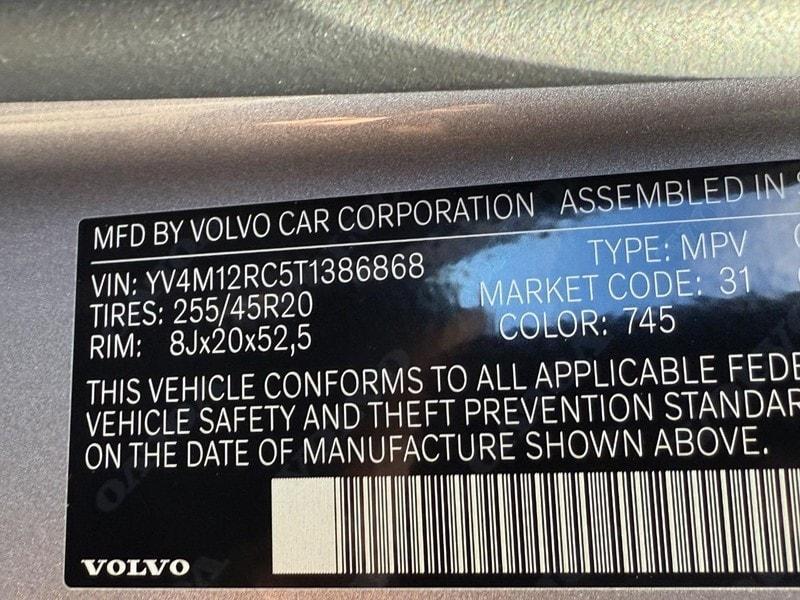 MFD BY VOLVO CAR CORPORATION ASSEMBLED IN
VIN: YV4M12RC5T1386868 TYPE: MPV
TIRES: 255/45R20 MARKET CODE: 31
RIM: 8Jx20x52,5 COLOR: 745
THIS VEHICLE CONFORMS TO ALL APPLICABLE FEDE
VEHICLE SAFETY AND THEFT PREVENTION STANDAR
ON THE DATE OF MANUFACTURE SHOWN ABOVE.
VOLVO